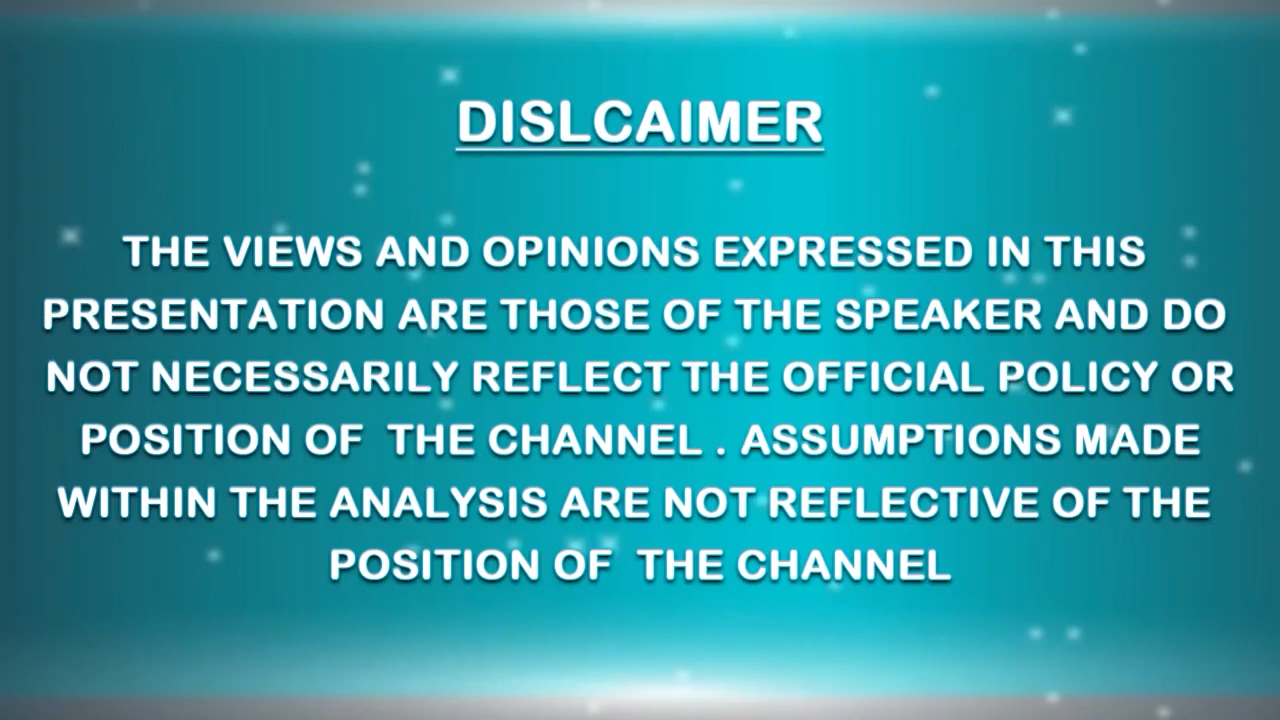 DISLCAIMER
THE VIEWS AND OPINIONS EXPRESSED IN THIS
PRESENTATION ARE THOSE OF THE SPEAKER AND DO
NOT NECESSARILY REFLECT THE OFFICIAL POLICY OR
POSITION OF  THE CHANNEL . ASSUMPTIONS MADE
WITHIN THE ANALYSIS ARE NOT REFLECTIVE OF THE
POSITION OF  THE CHANNEL